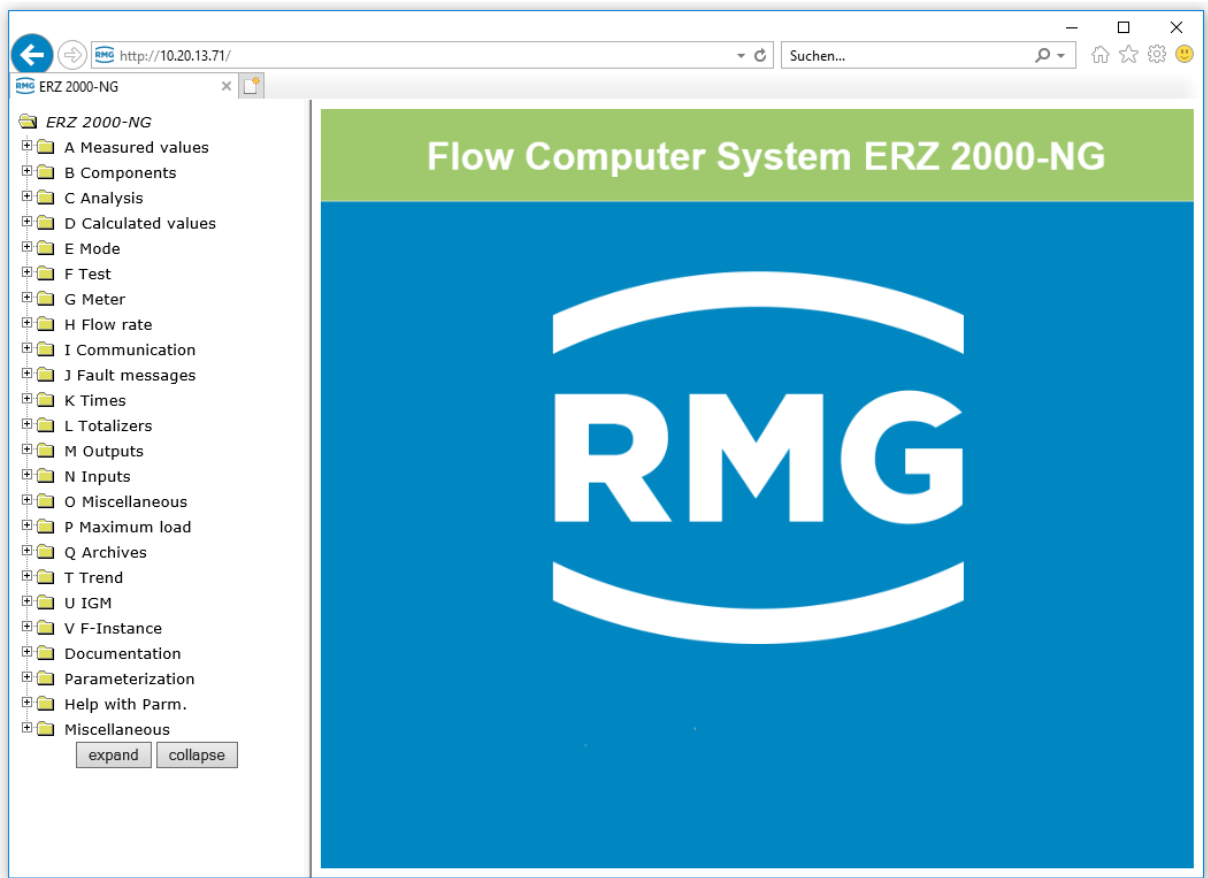 http://10.20.13.71/
Suchen...
RMG ERZ 2000-NG
ERZ 2000-NG
A Measured values
B Components
C Analysis
D Calculated values
E Mode
F Test
G Meter
H Flow rate
I Communication
J Fault messages
K Times
L Totalizers
M Outputs
N Inputs
O Miscellaneous
P Maximum load
Q Archives
T Trend
U IGM
V F-Instance
Documentation
Parameterization
Help with Parm.
Miscellaneous
expand collapse
Flow Computer System ERZ 2000-NG
RMG